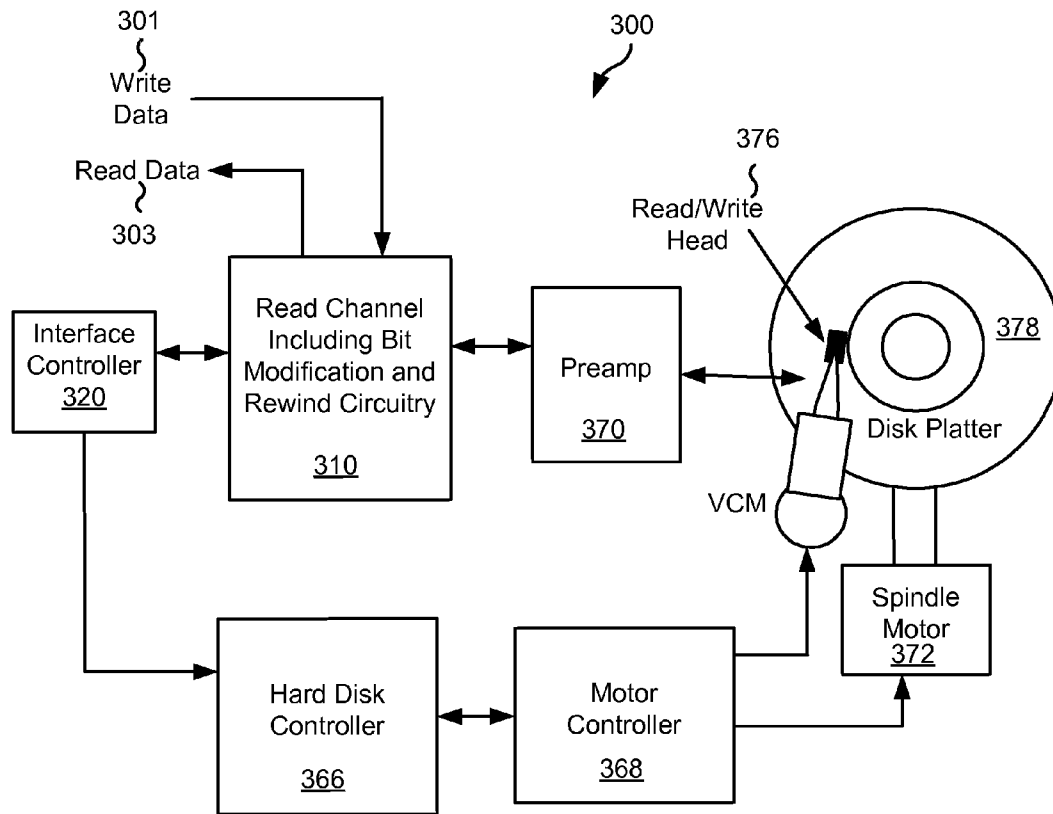 301
Write
Data
300
Read Data
303
376
Read/Write
Head
Interface
Controller
320
Read Channel
Including Bit
Modification and
Rewind Circuitry
310
Preamp
370
378
Disk Platter
VCM
Spindle
Motor
372
Hard Disk
Controller
366
Motor
Controller
368